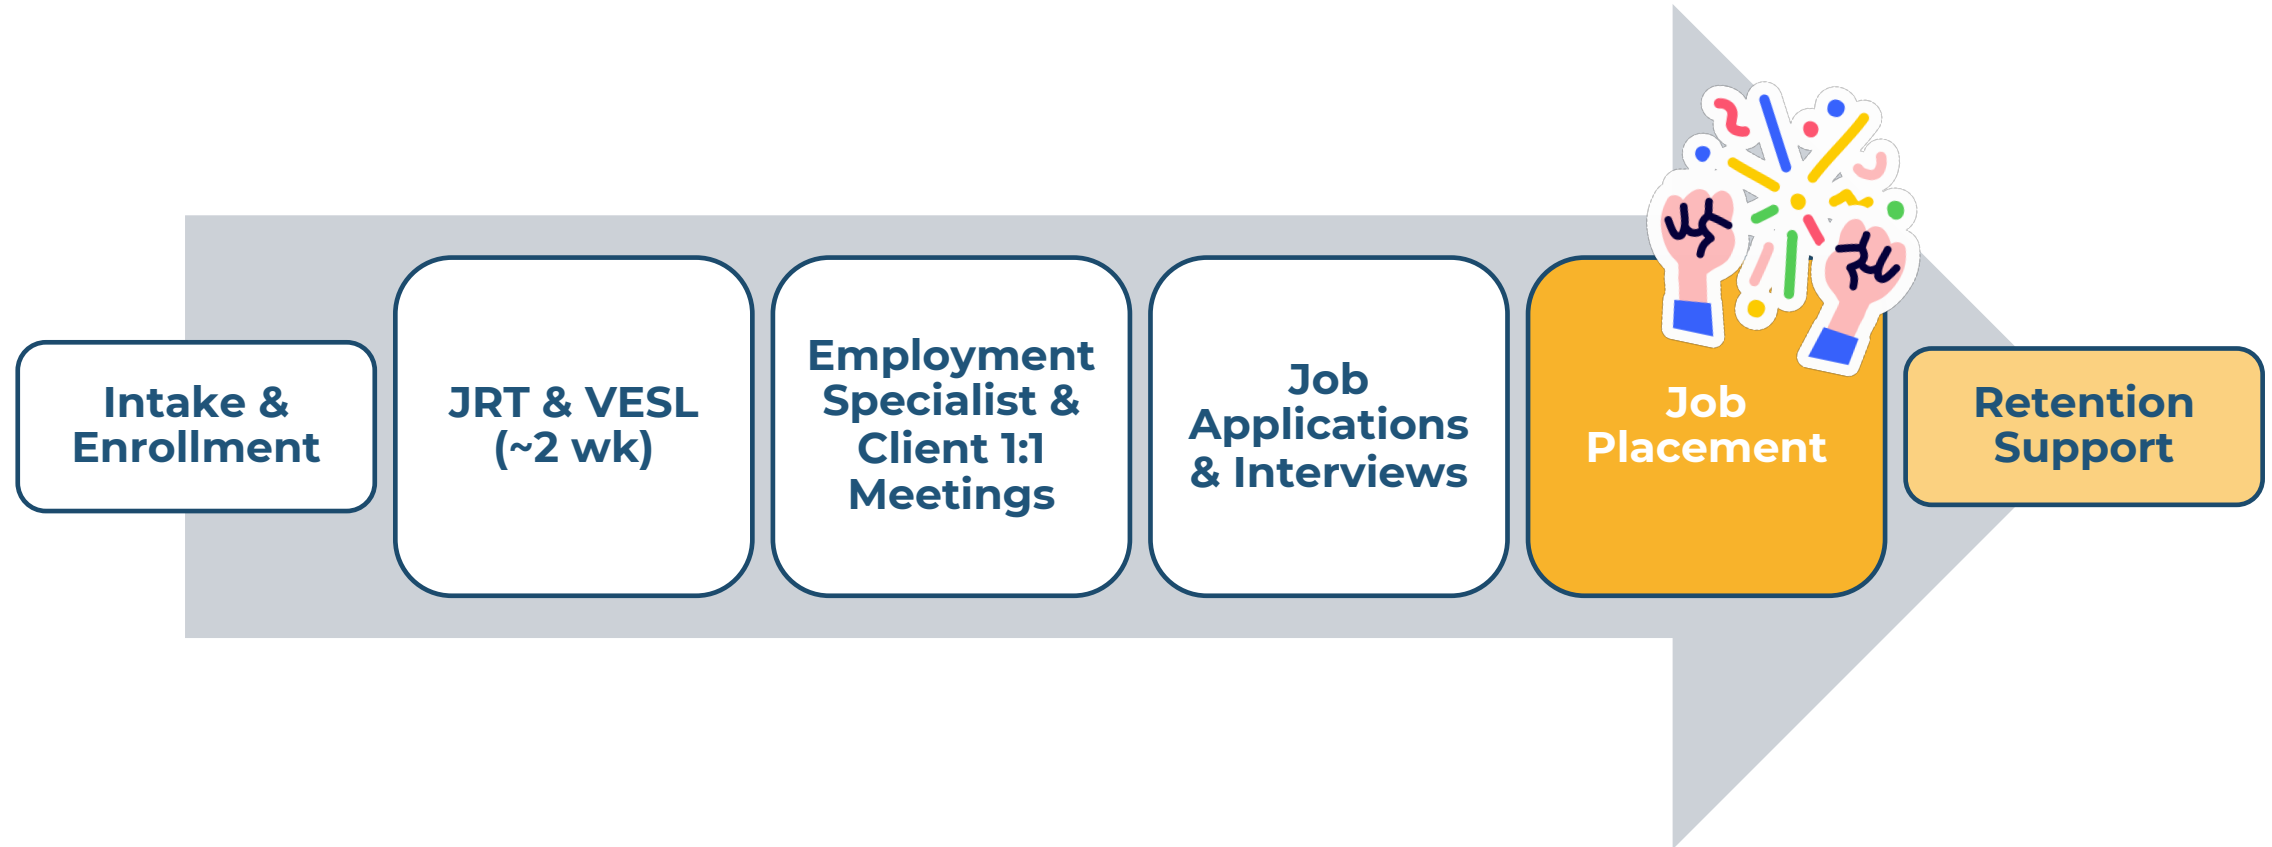 Intake &
Enrollment
JRT & VESL
(~2 wk)
Employment
Specialist &
Client 1:1
Meetings
Job
Applications
& Interviews
Job
Placement
Retention
Support